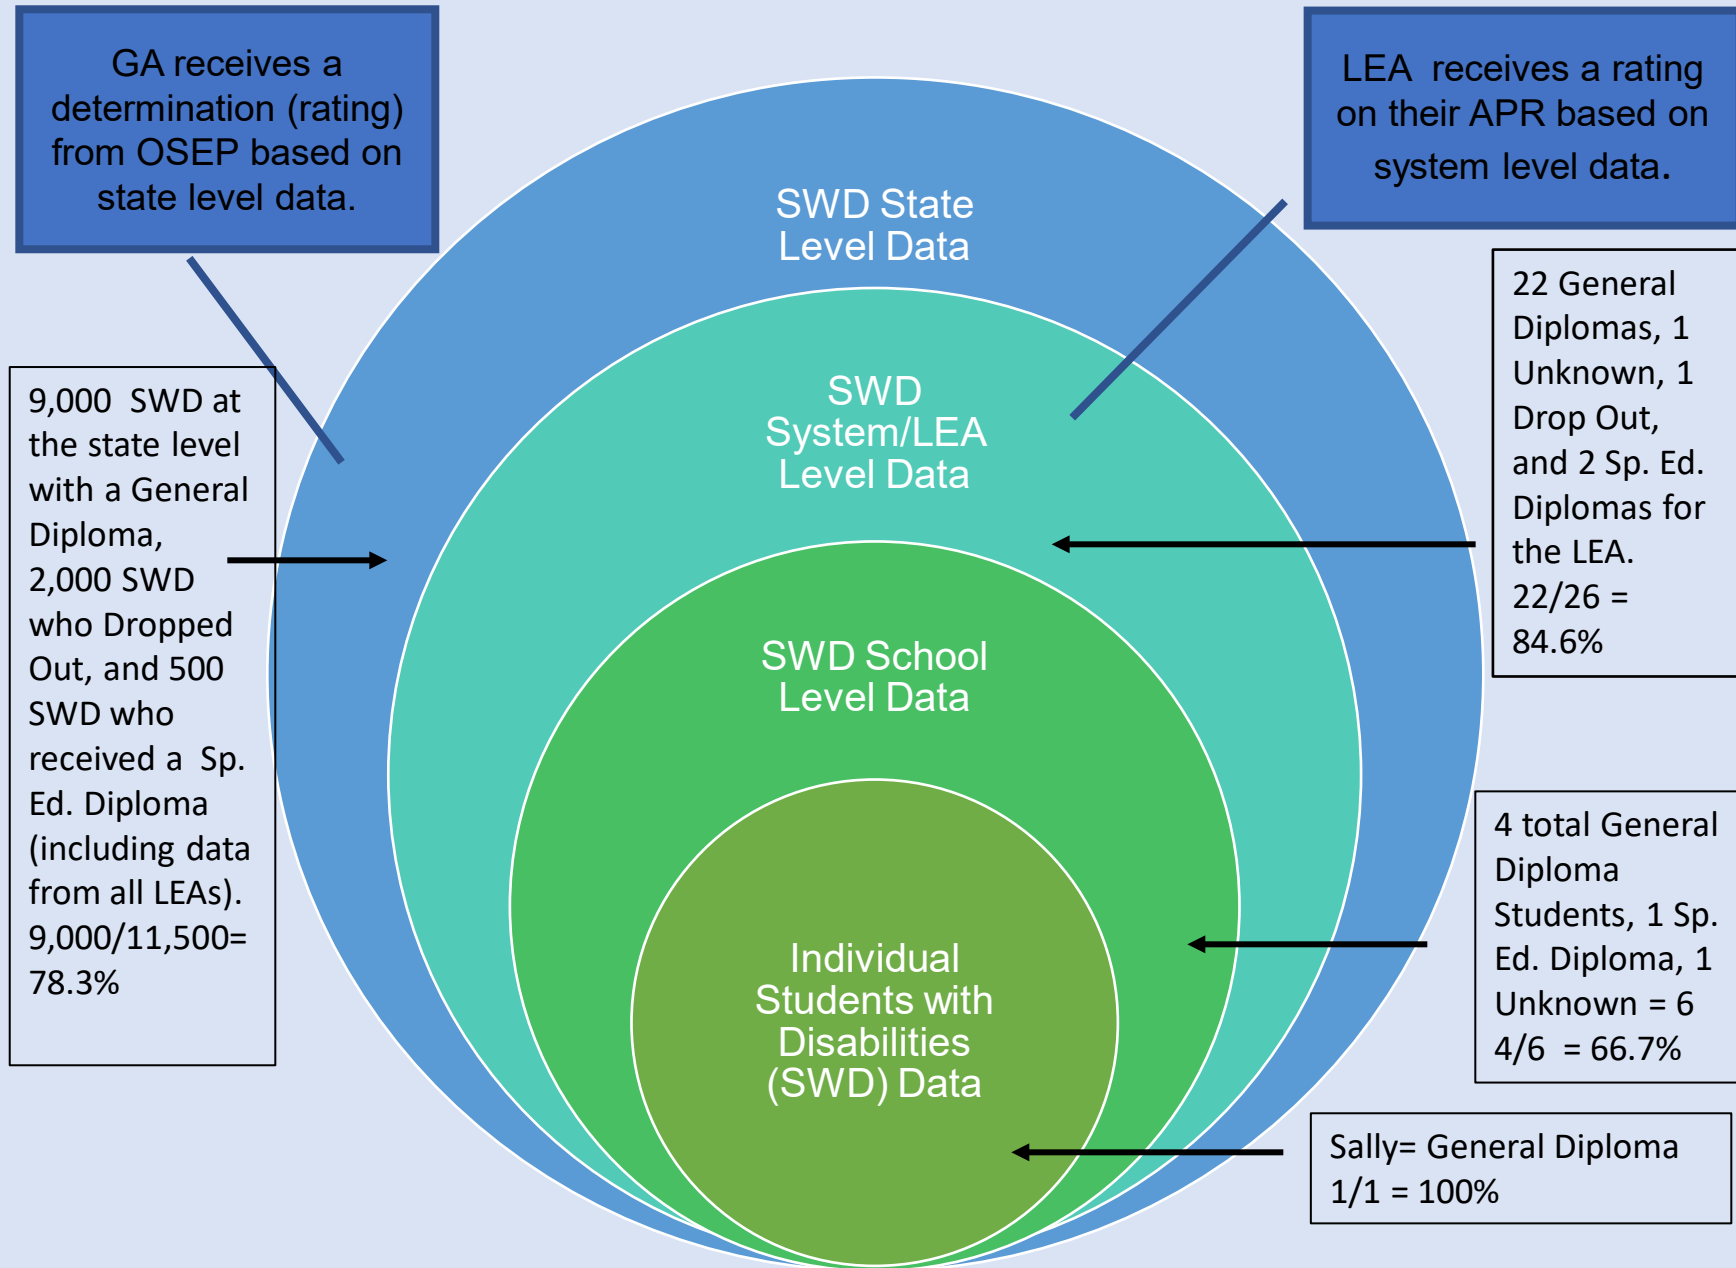 GA receives a
determination (rating)
from OSEP based on
state level data.
LEA receives a rating
on their APR based on
system level data.
SWD State
Level Data
SWD
System/LEA
Level Data
SWD School
Level Data
Individual
Students with
Disabilities
(SWD) Data
9,000 SWD at
the state level
with a General
Diploma,
2,000 SWD
who Dropped
Out, and 500
SWD who
received a Sp.
Ed. Diploma
(including data
from all LEAs).
9,000/11,500=
78.3%
22 General
Diplomas, 1
Unknown, 1
Drop Out,
and 2 Sp. Ed.
Diplomas for
the LEA.
22/26 =
84.6%
4 total General
Diploma
Students, 1 Sp.
Ed. Diploma, 1
Unknown = 6
4/6 = 66.7%
Sally= General Diploma
1/1 = 100%